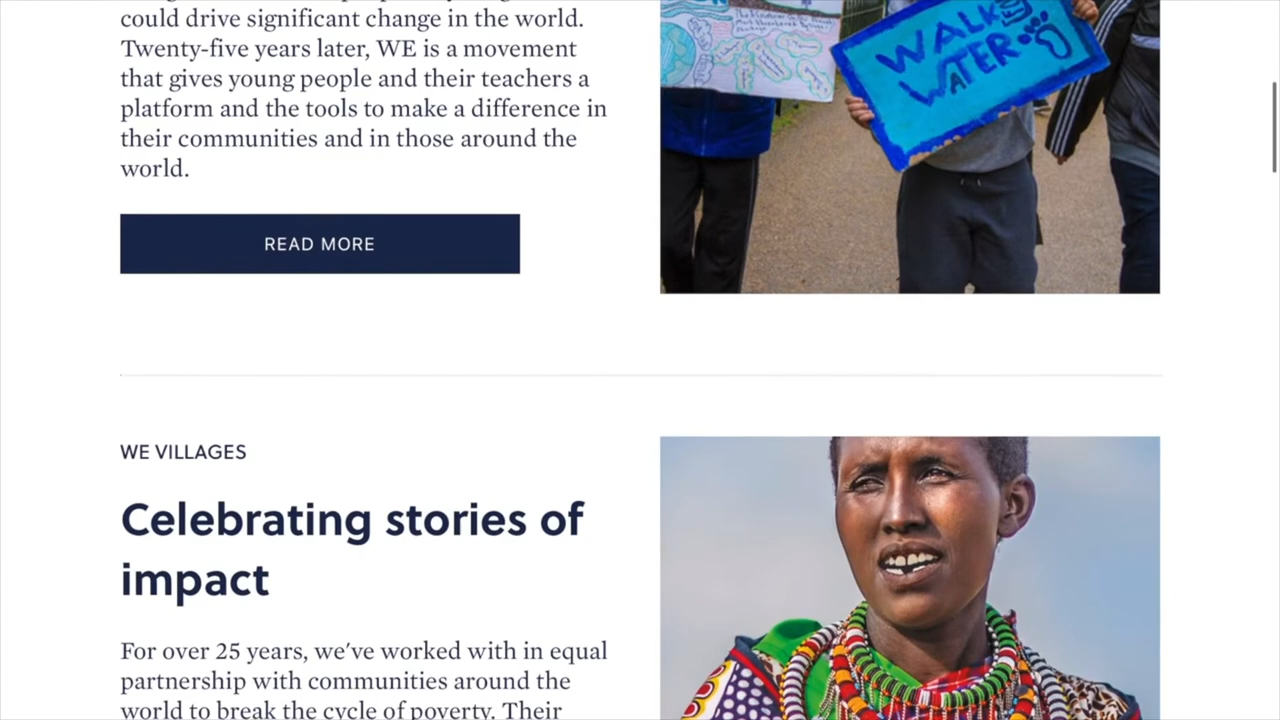 could drive significant change in the world.
Twenty-five years later, WE is a movement
that gives young people and their teachers a
platform and the tools to make a difference in
their communities and in those around the
world.
READ MORE
WALK
WATER
WE VILLAGES
Celebrating stories of
impact
For over 25 years, we've worked with in equal
partnership with communities around the
world to break the cycle of poverty. Their